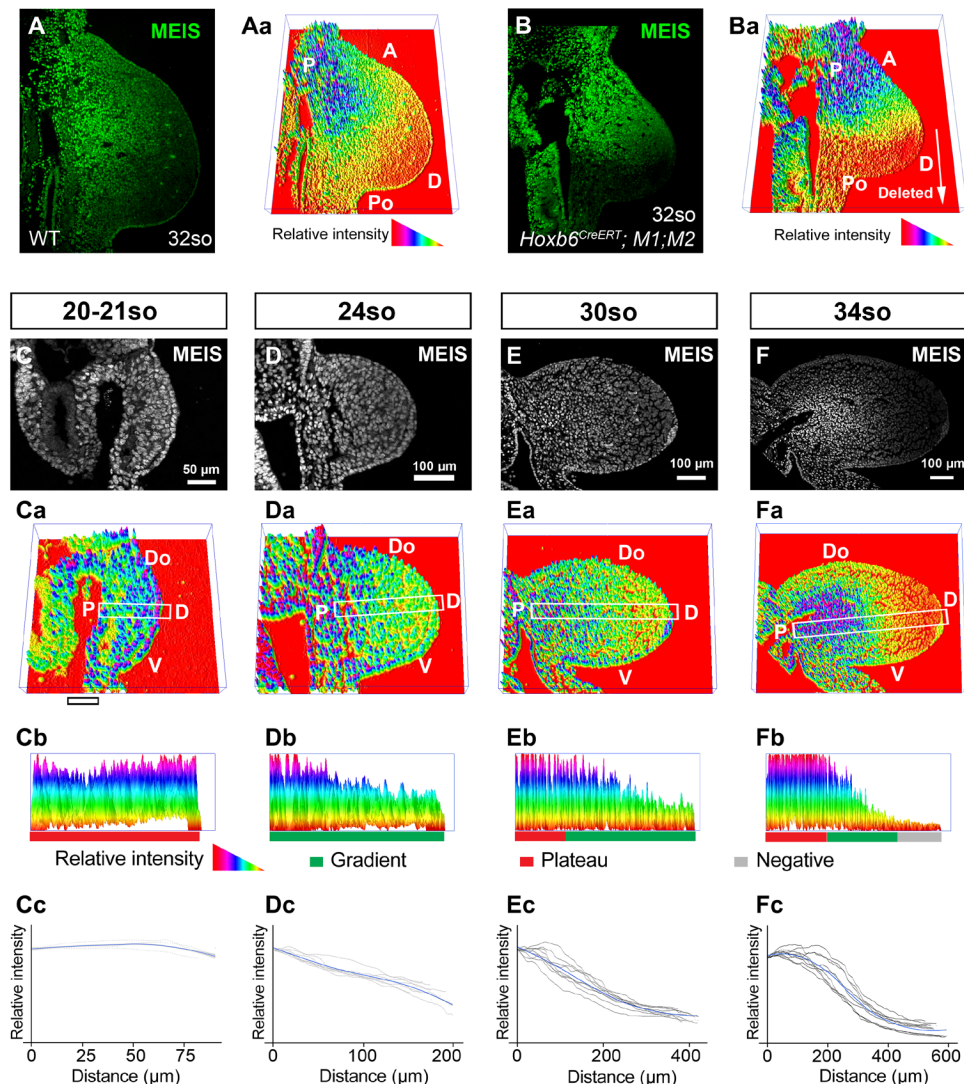 A
MEIS
WT
32so
Aa
P
A
D
Po
Relative intensity
B
MEIS
32so
Hoxb6CreERT; M1;M2
Ba
P
A
D
Po
Deleted
Relative intensity
20-21so
24so
30so
34so
C
MEIS
50 µm
D
MEIS
100 µm
E
MEIS
100 µm
F
MEIS
100 µm
Ca
Do
P
D
V
Da
Do
P
D
V
Ea
Do
P
D
V
Fa
Do
P
D
V
Cb
Db
Eb
Fb
Relative intensity
Gradient
Plateau
Negative
Cc
Relative intensity
0 25 50 75
Distance (µm)
Dc
Relative intensity
0 100 200
Distance (µm)
Ec
Relative intensity
0 200 400
Distance (µm)
Fc
Relative intensity
0 200 400 600
Distance (µm)